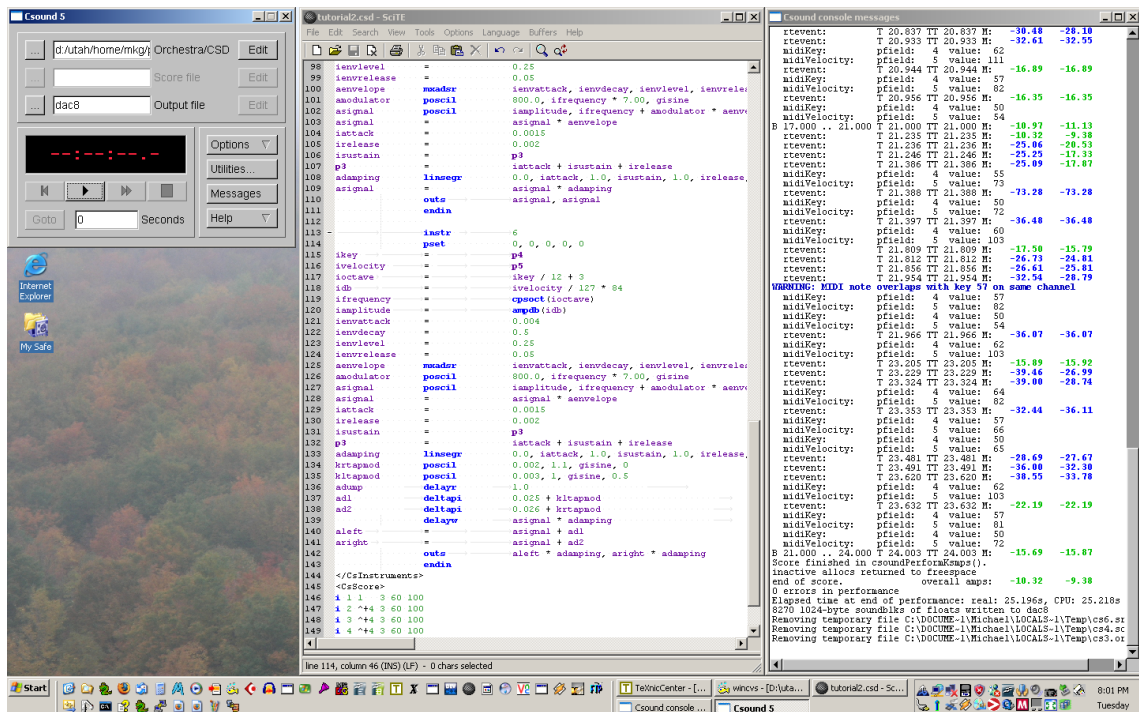 Csound 5
... d:/utah/home/mkg/p Orchestra/CSD Edit
... Score file Edit
... dac8 Output file Edit
--:--:--.-
Options
Utilities...
Messages
Goto 0 Seconds Help
Internet
Explorer
My Safe
tutorial2.csd - SciTE
File Edit Search View Tools Options Language Buffers Help
98 ienvlevel = 0.25
99 ienvrelease = 0.05
100 aenvelope mxadsr ienvattack, ienvdecay, ienvlevel, ienvreleas
101 amodulator poscil 800.0, ifrequency * 7.00, gisine
102 asignal poscil iamplitude, ifrequency + amodulator * aenve
103 asignal = asignal * aenvelope
104 iattack = 0.0015
105 irelease = 0.002
106 isustain = p3
107 p3 = iattack + isustain + irelease
108 adamping linsegr 0.0, iattack, 1.0, isustain, 1.0, irelease,
109 asignal = asignal * adamping
110 outs asignal, asignal
111 endin
112
113 - instr 6
114 pset 0, 0, 0, 0, 0
115 ikey = p4
116 ivelocity = p5
117 ioctave = ikey / 12 + 3
118 idb = ivelocity / 127 * 84
119 ifrequency = cpsoct(ioctave)
120 iamplitude = ampdb(idb)
121 ienvattack = 0.004
122 ienvdecay = 0.5
123 ienvlevel = 0.25
124 ienvrelease = 0.05
125 aenvelope mxadsr ienvattack, ienvdecay, ienvlevel, ienvreleas
126 amodulator poscil 800.0, ifrequency * 7.00, gisine
127 asignal poscil iamplitude, ifrequency + amodulator * aenve
128 asignal = asignal * aenvelope
129 iattack = 0.0015
130 irelease = 0.002
131 isustain = p3
132 p3 = iattack + isustain + irelease
133 adamping linsegr 0.0, iattack, 1.0, isustain, 1.0, irelease,
134 krtapmod poscil 0.002, 1.1, gisine, 0
135 kltapmod poscil 0.003, 1, gisine, 0.5
136 adump delayr 1.0
137 ad1 deltapi 0.025 + kltapmod
138 ad2 deltapi 0.026 + krtapmod
139 delayw asignal * adamping
140 aleft = asignal + ad1
141 aright = asignal + ad2
142 outs aleft * adamping, aright * adamping
143 endin
144 </CsInstruments>
145 <CsScore>
146 i 1 1 3 60 100
147 i 2 ^+4 3 60 100
148 i 3 ^+4 3 60 100
149 i 4 ^+4 3 60 100
line 114, column 46 (INS) (LF) - 0 chars selected
Csound console messages
rtevent: T 20.837 TT 20.837 M: -30.48 -28.10
rtevent: T 20.933 TT 20.933 M: -32.61 -32.55
midiKey: pfield: 4 value: 62
midiVelocity: pfield: 5 value: 111
rtevent: T 20.944 TT 20.944 M: -16.89 -16.89
midiKey: pfield: 4 value: 57
midiVelocity: pfield: 5 value: 82
rtevent: T 20.956 TT 20.956 M: -16.35 -16.35
midiKey: pfield: 4 value: 50
midiVelocity: pfield: 5 value: 54
B 17.000 .. 21.000 T 21.000 TT 21.000 M: -10.97 -11.13
rtevent: T 21.235 TT 21.235 M: -10.32 -9.38
rtevent: T 21.236 TT 21.236 M: -25.06 -20.53
rtevent: T 21.246 TT 21.246 M: -25.25 -17.33
rtevent: T 21.386 TT 21.386 M: -25.09 -17.87
midiKey: pfield: 4 value: 55
midiVelocity: pfield: 5 value: 73
rtevent: T 21.388 TT 21.388 M: -73.28 -73.28
midiKey: pfield: 4 value: 50
midiVelocity: pfield: 5 value: 72
rtevent: T 21.397 TT 21.397 M: -36.48 -36.48
midiKey: pfield: 4 value: 60
midiVelocity: pfield: 5 value: 103
rtevent: T 21.809 TT 21.809 M: -17.50 -15.79
rtevent: T 21.812 TT 21.812 M: -26.73 -24.81
rtevent: T 21.856 TT 21.856 M: -26.61 -25.81
rtevent: T 21.954 TT 21.954 M: -32.54 -28.79
WARNING: MIDI note overlaps with key 57 on same channel
midiKey: pfield: 4 value: 57
midiVelocity: pfield: 5 value: 82
midiKey: pfield: 4 value: 50
midiVelocity: pfield: 5 value: 54
rtevent: T 21.966 TT 21.966 M: -36.07 -36.07
midiKey: pfield: 4 value: 62
midiVelocity: pfield: 5 value: 103
rtevent: T 23.205 TT 23.205 M: -15.89 -15.92
rtevent: T 23.229 TT 23.229 M: -39.46 -26.99
rtevent: T 23.324 TT 23.324 M: -39.00 -28.74
midiKey: pfield: 4 value: 64
midiVelocity: pfield: 5 value: 82
rtevent: T 23.353 TT 23.353 M: -32.44 -36.11
midiKey: pfield: 4 value: 57
midiVelocity: pfield: 5 value: 66
midiKey: pfield: 4 value: 50
midiVelocity: pfield: 5 value: 65
rtevent: T 23.481 TT 23.481 M: -28.69 -27.67
rtevent: T 23.491 TT 23.491 M: -36.00 -32.30
rtevent: T 23.620 TT 23.620 M: -38.55 -33.78
midiKey: pfield: 4 value: 62
midiVelocity: pfield: 5 value: 103
rtevent: T 23.632 TT 23.632 M: -22.19 -22.19
midiKey: pfield: 4 value: 57
midiVelocity: pfield: 5 value: 81
midiKey: pfield: 4 value: 50
midiVelocity: pfield: 5 value: 72
B 21.000 .. 24.000 T 24.003 TT 24.003 M: -15.69 -15.87
Score finished in csoundPerformKsmps().
inactive allocs returned to freespace
end of score. overall amps: -10.32 -9.38
0 errors in performance
Elapsed time at end of performance: real: 25.196s, CPU: 25.218s
8270 1024-byte soundblks of floats written to dac8
Removing temporary file C:\DOCUME~1\Michael\LOCALS~1\Temp\cs6.sr
Removing temporary file C:\DOCUME~1\Michael\LOCALS~1\Temp\cs4.sc
Removing temporary file C:\DOCUME~1\Michael\LOCALS~1\Temp\cs3.or
Start
TeXnicCenter - [...
wincvs - [D:\uta...
tutorial2.csd - Sc...
Csound console ...
Csound 5
8:01 PM
Tuesday